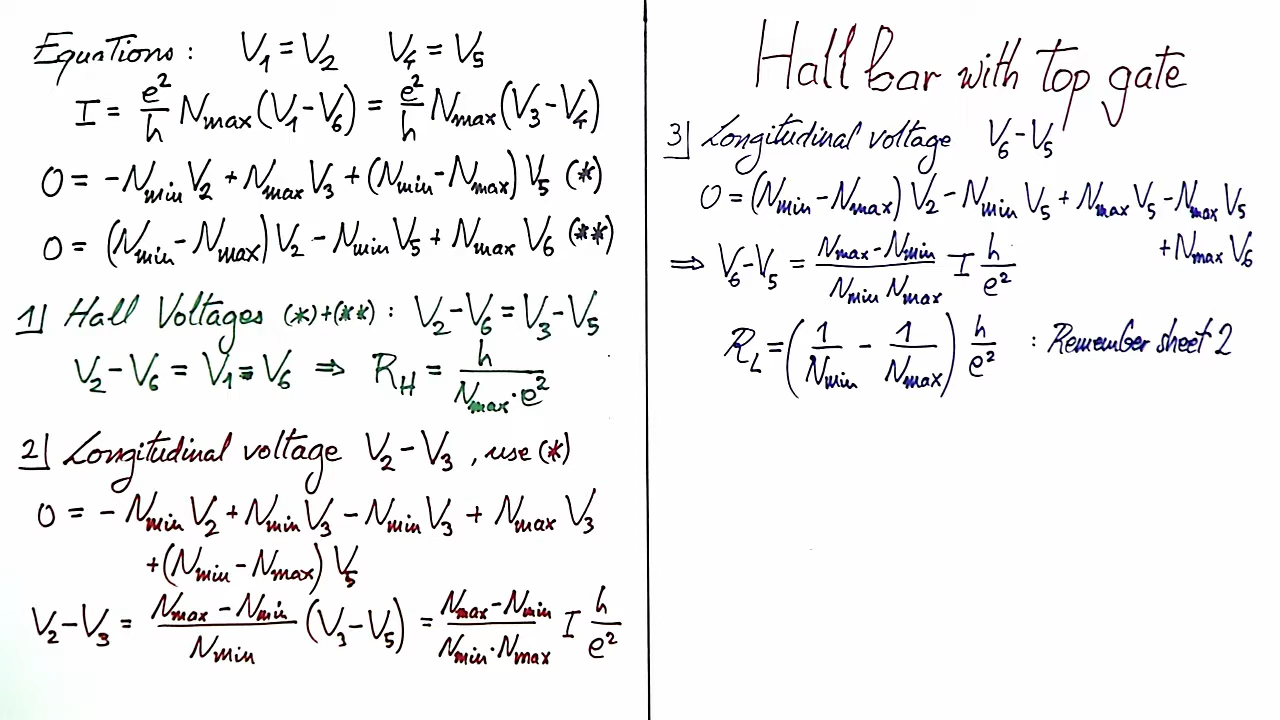 Equations: V₁ = V₂ V₄ = V₅
I = e²/h N_max (V₁ − V₆) = e²/h N_max (V₃ − V₄)
0 = −N_min V₂ + N_max V₃ + (N_min − N_max) V₅ (*)
0 = (N_min − N_max) V₂ − N_min V₅ + N_max V₆ (**)
1) Hall Voltages (*)+(**): V₂ − V₆ = V₃ − V₅
V₂ − V₆ = V₁ − V₆ ⇒ R_H = h/(N_max · e²)
2) Longitudinal voltage V₂ − V₃, use (*)
0 = −N_min V₂ + N_min V₃ − N_min V₃ + N_max V₃
+(N_min − N_max) V₅
V₂ − V₃ = (N_max − N_min)/N_min (V₃ − V₅) = (N_max − N_min)/(N_min · N_max) I h/e²
Hall bar with top gate
3) Longitudinal voltage V₆ − V₅
0 = (N_min − N_max) V₂ − N_min V₅ + N_max V₅ − N_max V₅
+ N_max V₆
⇒ V₆ − V₅ = (N_max − N_min)/(N_min N_max) I h/e²
R_L = (1/N_min − 1/N_max) h/e² : Remember sheet 2